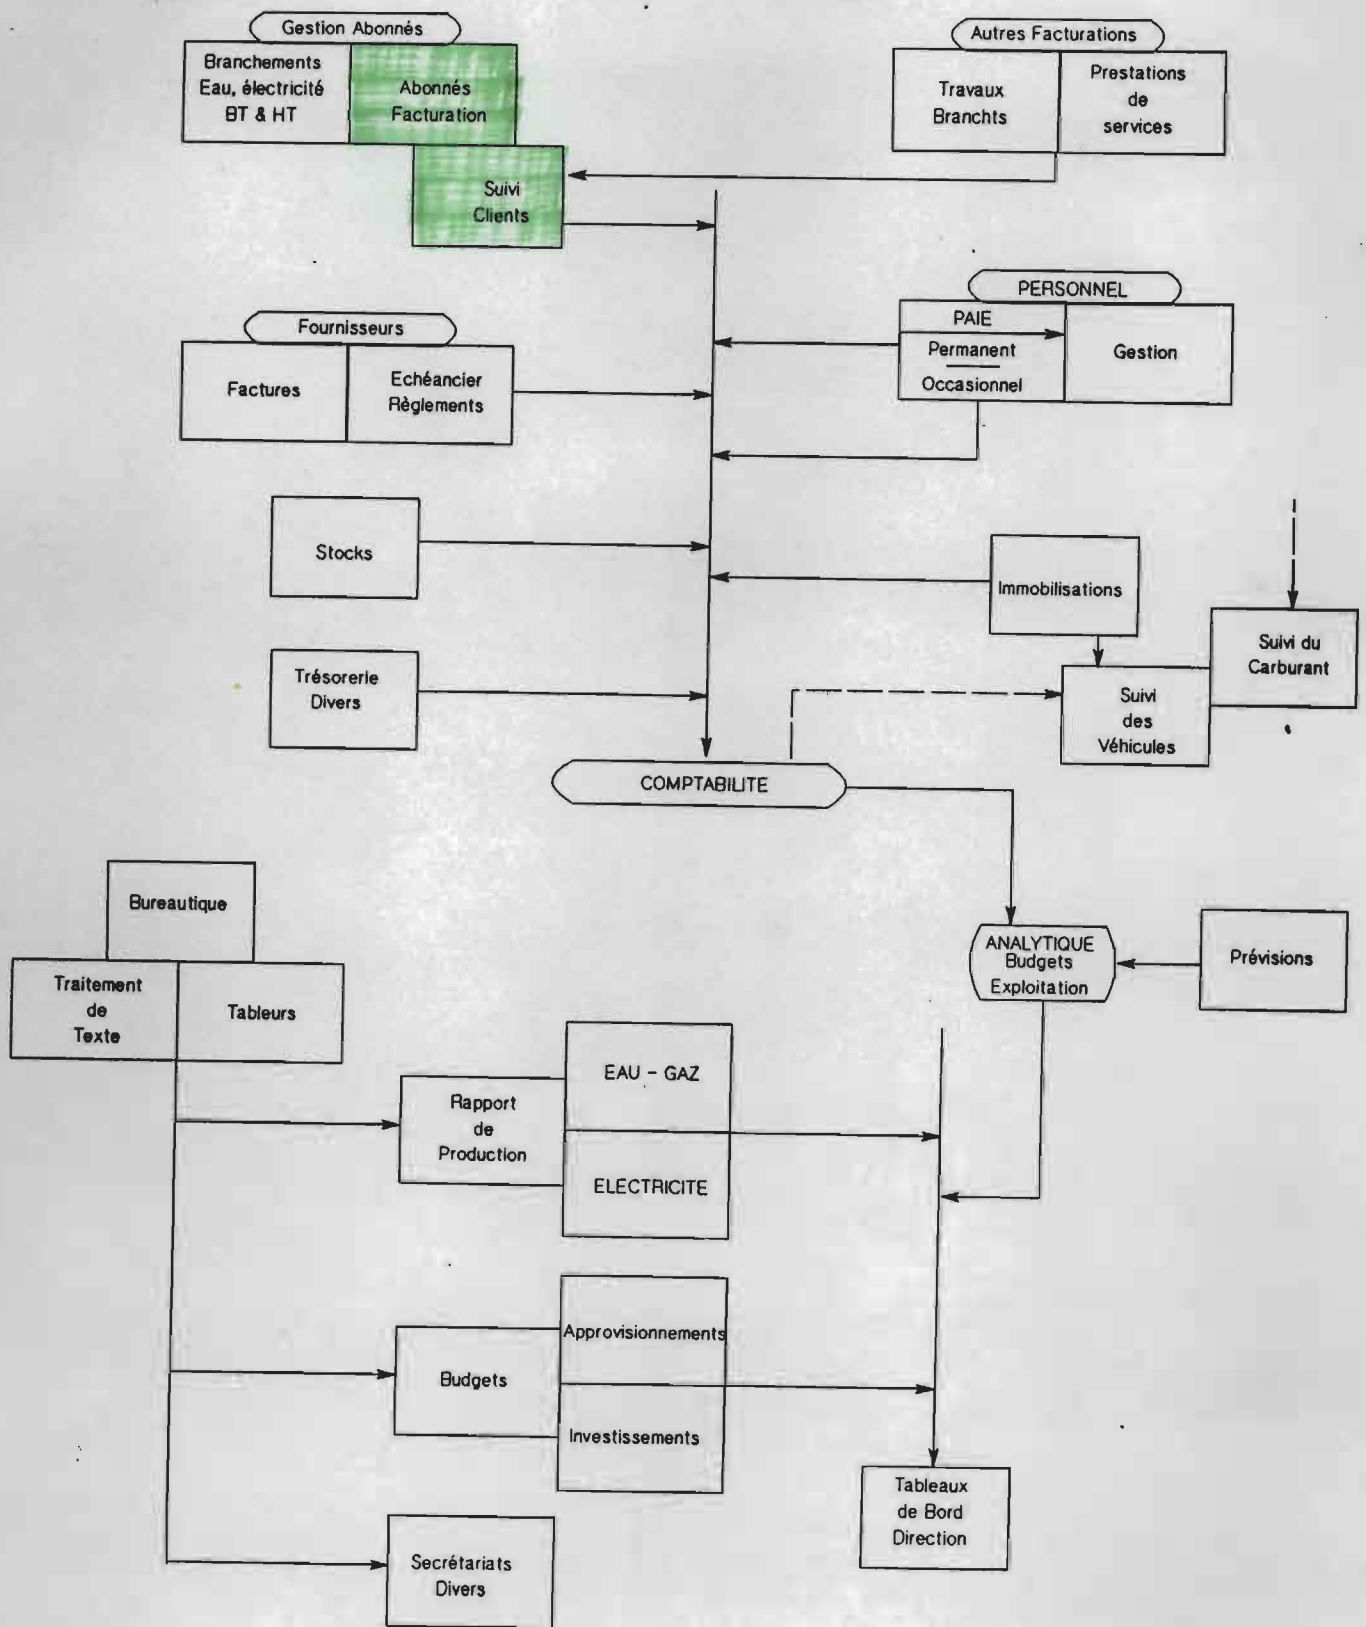 Gestion Abonnés
Branchements
Eau, électricité
BT & HT
Abonnés
Facturation
Suivi
Clients
Autres Facturations
Travaux
Branchts
Prestations
de
services
Fournisseurs
Factures
Echéancier
Règlements
PERSONNEL
PAIE
Permanent
Occasionnel
Gestion
Stocks
Immobilisations
Suivi du
Carburant
Trésorerie
Divers
Suivi
des
Véhicules
COMPTABILITE
Bureautique
Traitement
de
Texte
Tableurs
ANALYTIQUE
Budgets
Exploitation
Prévisions
Rapport
de
Production
EAU - GAZ
ELECTRICITE
Budgets
Approvisionnements
Investissements
Tableaux
de Bord
Direction
Secrétariats
Divers